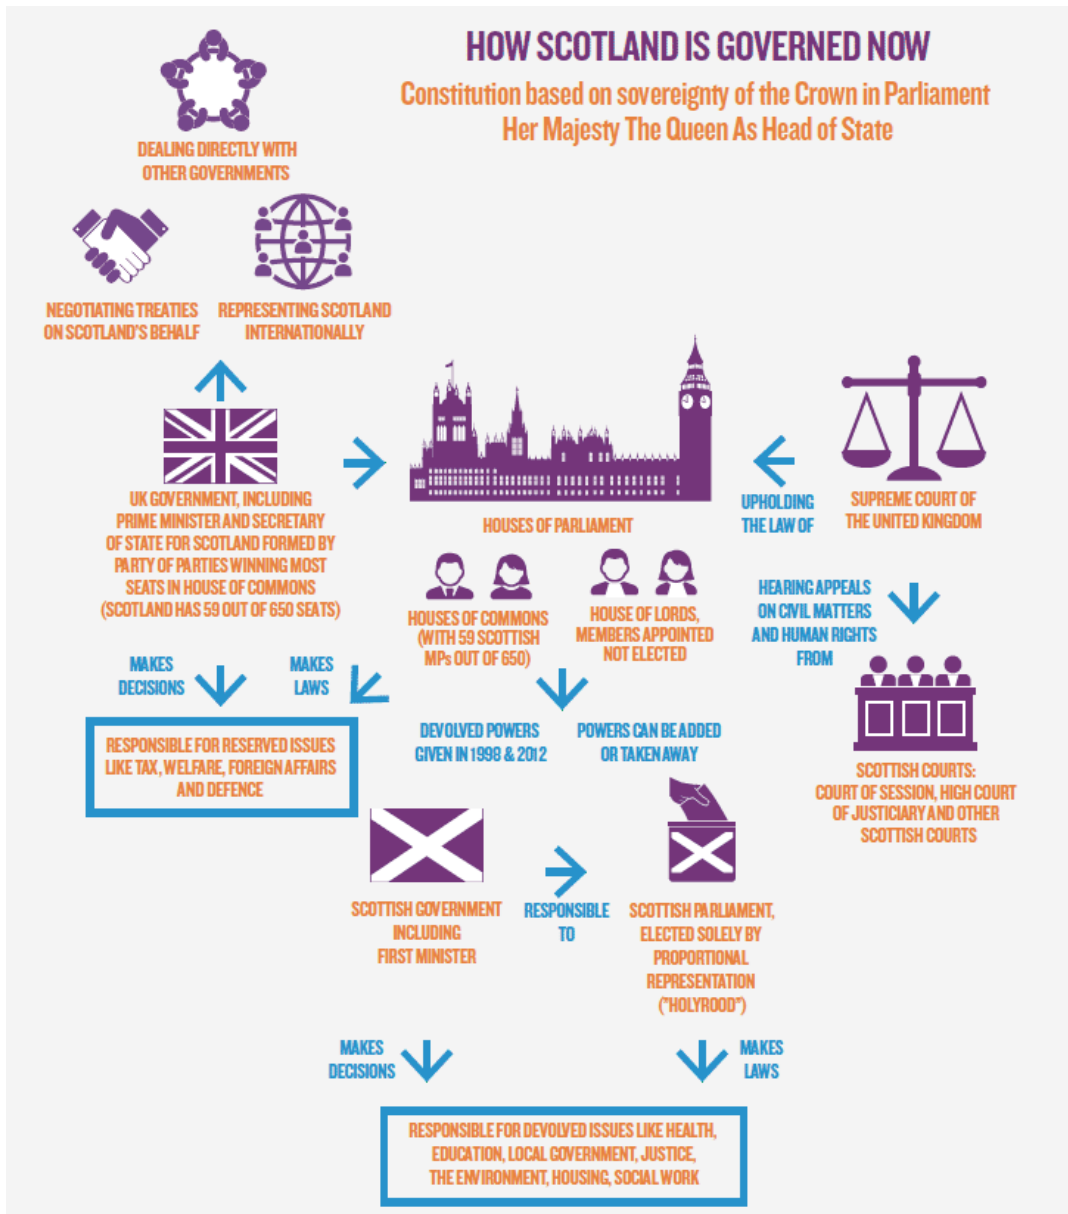 HOW SCOTLAND IS GOVERNED NOW
Constitution based on sovereignty of the Crown in Parliament
Her Majesty The Queen As Head of State
DEALING DIRECTLY WITH
OTHER GOVERNMENTS
NEGOTIATING TREATIES
ON SCOTLAND'S BEHALF
REPRESENTING SCOTLAND
INTERNATIONALLY
UK GOVERNMENT, INCLUDING
PRIME MINISTER AND SECRETARY
OF STATE FOR SCOTLAND FORMED BY
PARTY OF PARTIES WINNING MOST
SEATS IN HOUSE OF COMMONS
(SCOTLAND HAS 59 OUT OF 650 SEATS)
HOUSES OF PARLIAMENT
UPHOLDING
THE LAW OF
SUPREME COURT OF
THE UNITED KINGDOM
HOUSES OF COMMONS
(WITH 59 SCOTTISH
MPs OUT OF 650)
HOUSE OF LORDS,
MEMBERS APPOINTED
NOT ELECTED
HEARING APPEALS
ON CIVIL MATTERS
AND HUMAN RIGHTS
FROM
MAKES
DECISIONS
MAKES
LAWS
RESPONSIBLE FOR RESERVED ISSUES
LIKE TAX, WELFARE, FOREIGN AFFAIRS
AND DEFENCE
DEVOLVED POWERS
GIVEN IN 1998 & 2012
POWERS CAN BE ADDED
OR TAKEN AWAY
SCOTTISH COURTS:
COURT OF SESSION, HIGH COURT
OF JUSTICIARY AND OTHER
SCOTTISH COURTS
SCOTTISH GOVERNMENT
INCLUDING
FIRST MINISTER
RESPONSIBLE
TO
SCOTTISH PARLIAMENT,
ELECTED SOLELY BY
PROPORTIONAL
REPRESENTATION
("HOLYROOD")
MAKES
DECISIONS
MAKES
LAWS
RESPONSIBLE FOR DEVOLVED ISSUES LIKE HEALTH,
EDUCATION, LOCAL GOVERNMENT, JUSTICE,
THE ENVIRONMENT, HOUSING, SOCIAL WORK